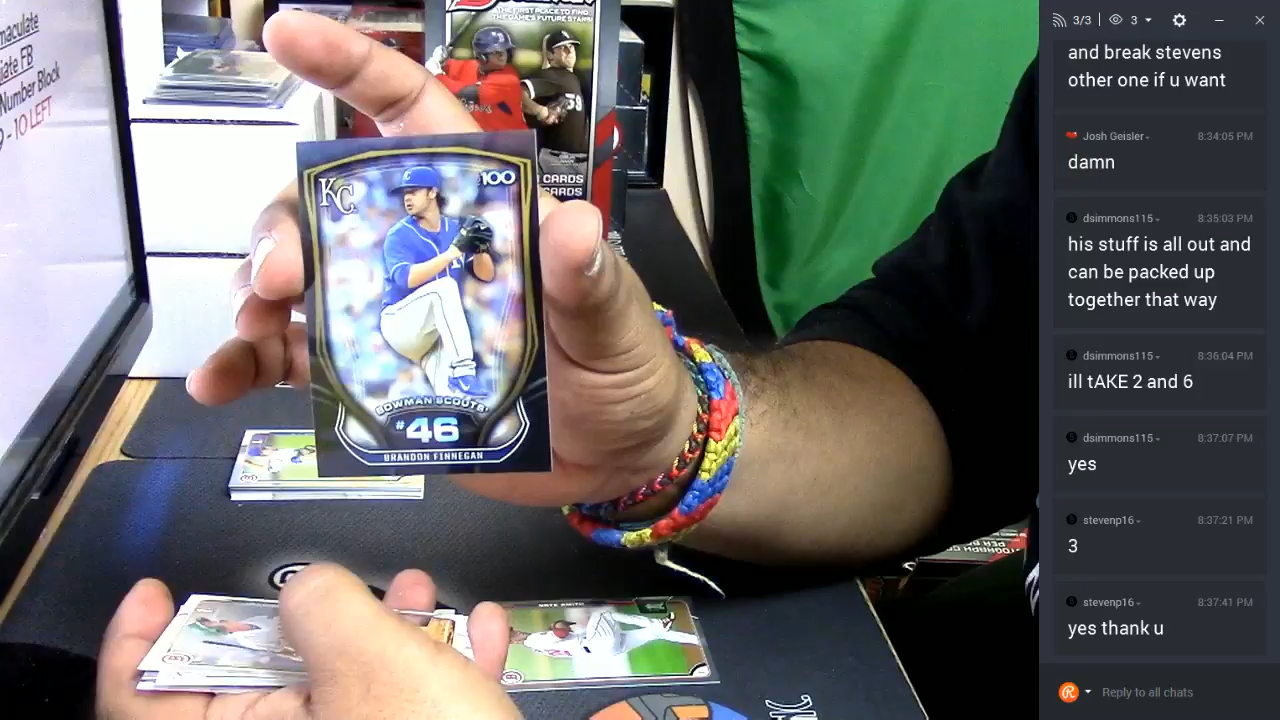 maculate
iate FB
Number Block
9 - 10 LEFT
THE FIRST PLACE TO FIND
THE GAME'S FUTURE STARS!
59
CARDS
CARDS
KC
100
BOWMAN SCOUTS'
#46
BRANDON FINNEGAN
NATE SMITH
3/3
3
and break stevens
other one if u want
Josh Geisler
8:34:05 PM
damn
dsimmons115
8:35:03 PM
his stuff is all out and
can be packed up
together that way
dsimmons115
8:36:04 PM
ill tAKE 2 and 6
dsimmons115
8:37:07 PM
yes
stevenp16
8:37:21 PM
3
stevenp16
8:37:41 PM
yes thank u
Reply to all chats